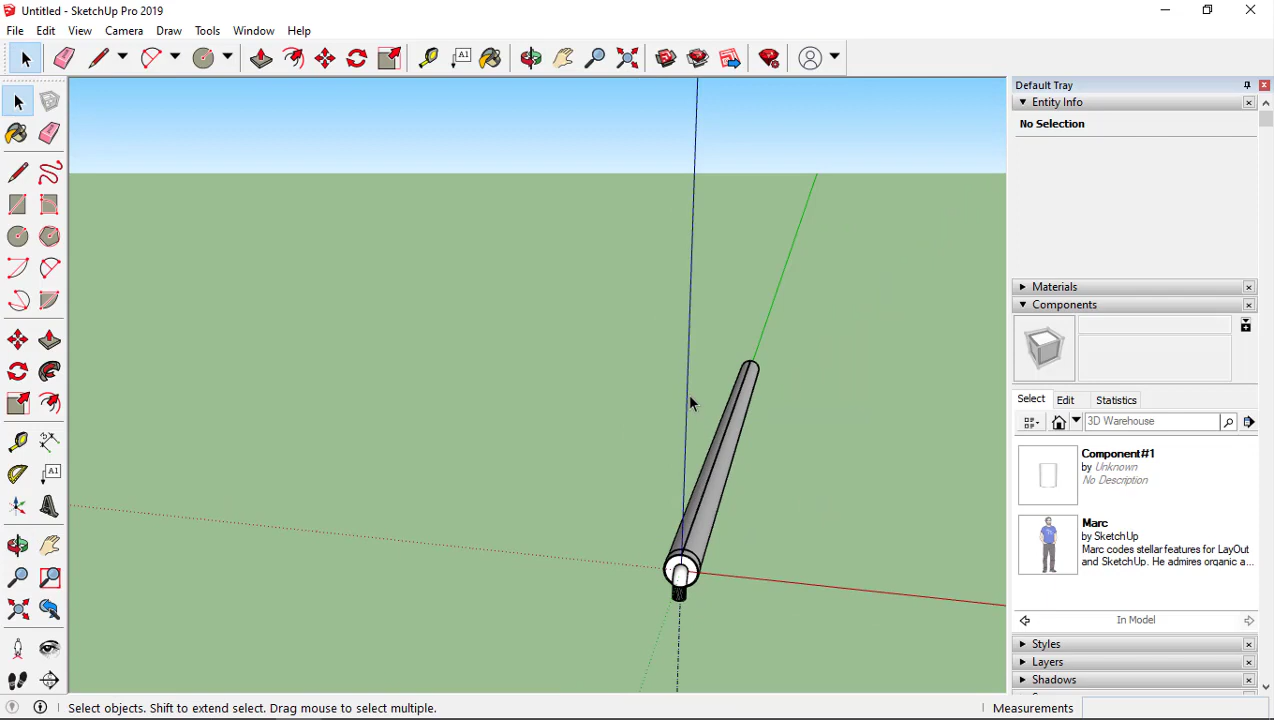 Untitled - SketchUp Pro 2019
File Edit View Camera Draw Tools Window Help
A1
Default Tray
Entity Info
No Selection
Materials
Components
Select Edit Statistics
3D Warehouse
Component#1
by Unknown
No Description
Marc
by SketchUp
Marc codes stellar features for LayOut
and SketchUp. He admires organic a...
In Model
Styles
Layers
Shadows
A1
Select objects. Shift to extend select. Drag mouse to select multiple.
Measurements